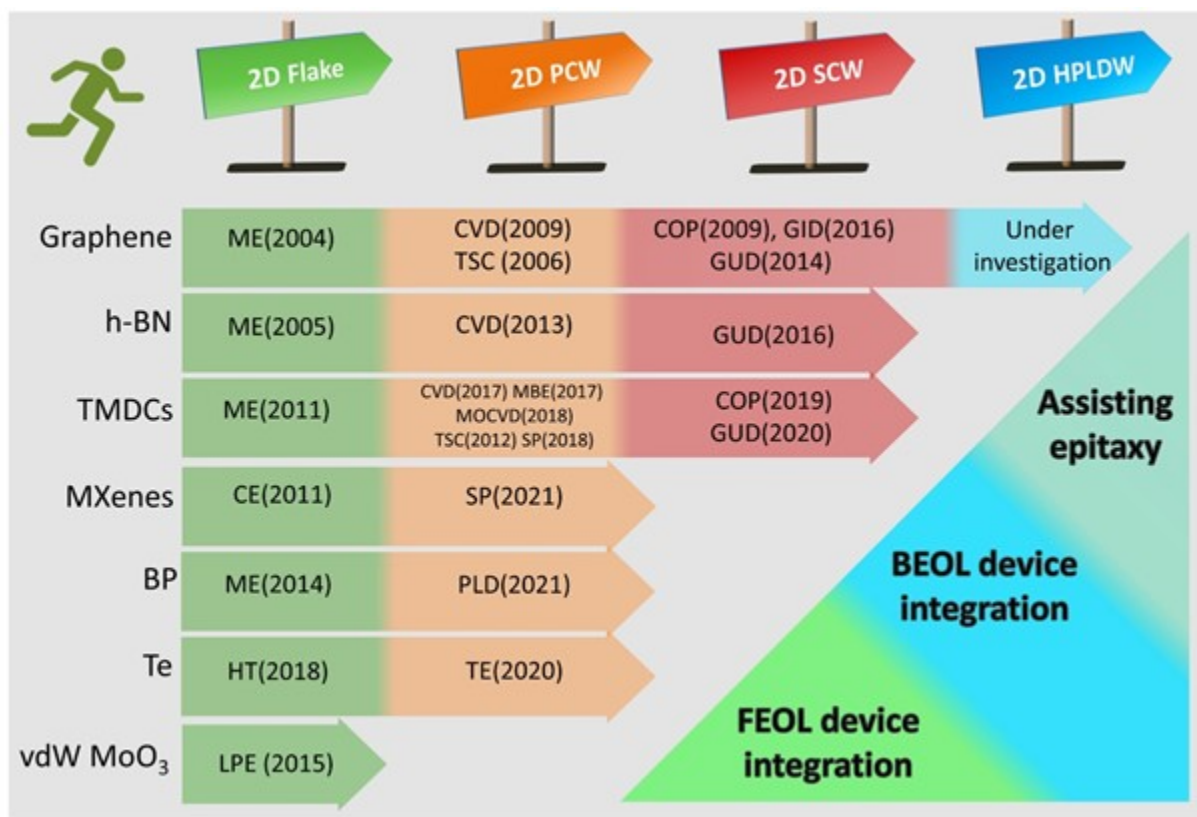 2D Flake
2D PCW
2D SCW
2D HPLDW
Graphene
ME(2004)
CVD(2009)
TSC (2006)
COP(2009), GID(2016)
GUD(2014)
Under
investigation
h-BN
ME(2005)
CVD(2013)
GUD(2016)
TMDCs
ME(2011)
CVD(2017) MBE(2017)
MOCVD(2018)
TSC(2012) SP(2018)
COP(2019)
GUD(2020)
MXenes
CE(2011)
SP(2021)
BP
ME(2014)
PLD(2021)
Te
HT(2018)
TE(2020)
vdW MoO₃
LPE (2015)
Assisting
epitaxy
BEOL device
integration
FEOL device
integration